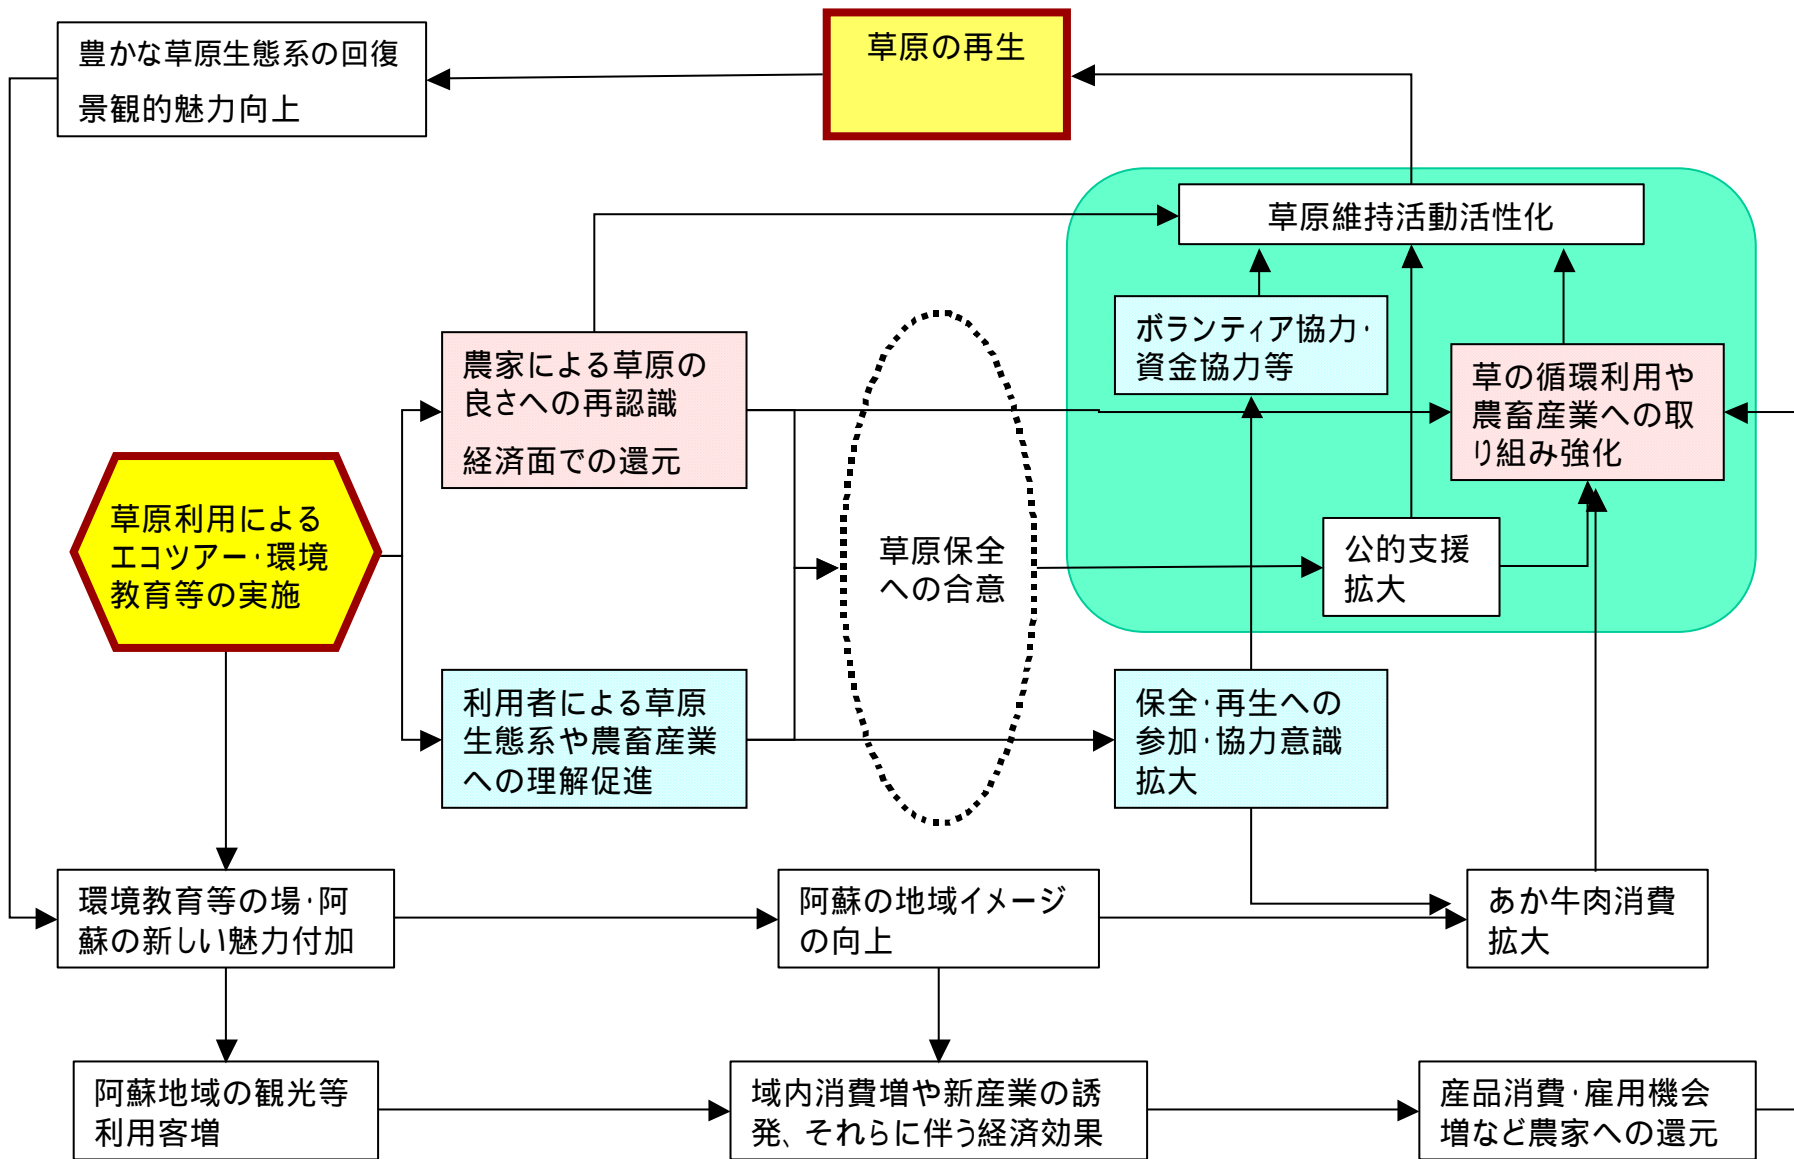 豊かな草原生態系の回復
景観的魅力向上
草原の再生
草原維持活動活性化
ボランティア協力・
資金協力等
農家による草原の
良さへの再認識
経済面での還元
草の循環利用や
農畜産業への取
り組み強化
草原利用による
エコツアー・環境
教育等の実施
草原保全
への合意
公的支援
拡大
利用者による草原
生態系や農畜産業
への理解促進
保全・再生への
参加・協力意識
拡大
環境教育等の場・阿
蘇の新しい魅力付加
阿蘇の地域イメージ
の向上
あか牛肉消費
拡大
阿蘇地域の観光等
利用客増
域内消費増や新産業の誘
発、それらに伴う経済効果
産品消費・雇用機会
増など農家への還元